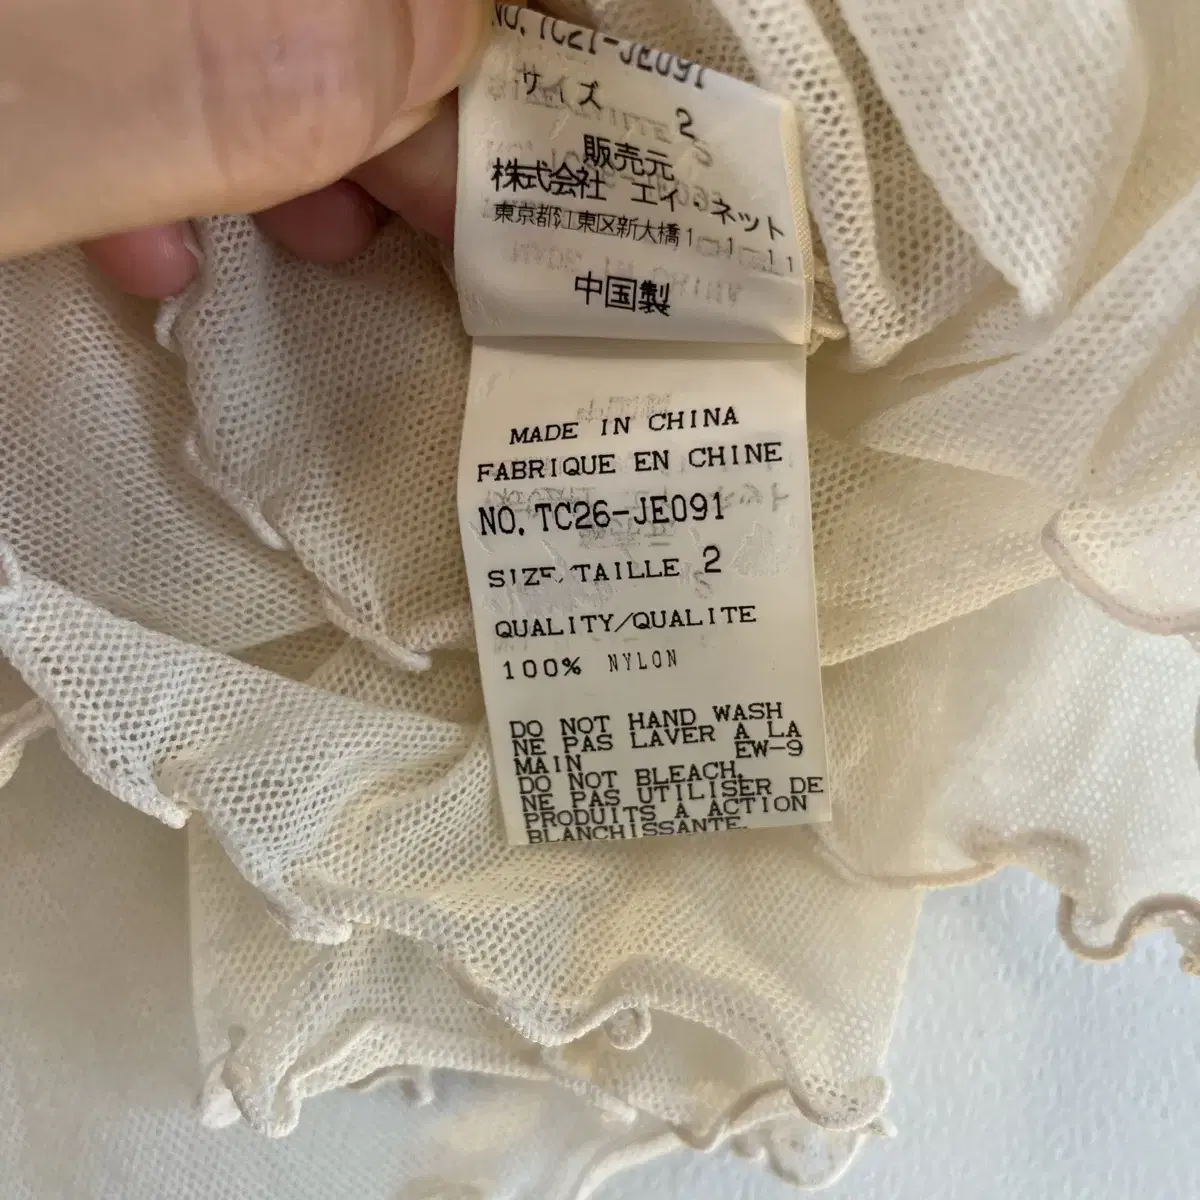 NO. TC21-JE091
サイズ 2
販売元
株式会社 エイ・ネット
東京都江東区新大橋1 1 11
中国製
MADE IN CHINA
FABRIQUE EN CHINE
NO. TC26-JE091
SIZE/TAILLE 2
QUALITY/QUALITE
100% NYLON
DO NOT HAND WASH
NE PAS LAVER A LA
MAIN EW-9
DO NOT BLEACH.
NE PAS UTILISER DE
PRODUITS A ACTION
BLANCHISSANTE.